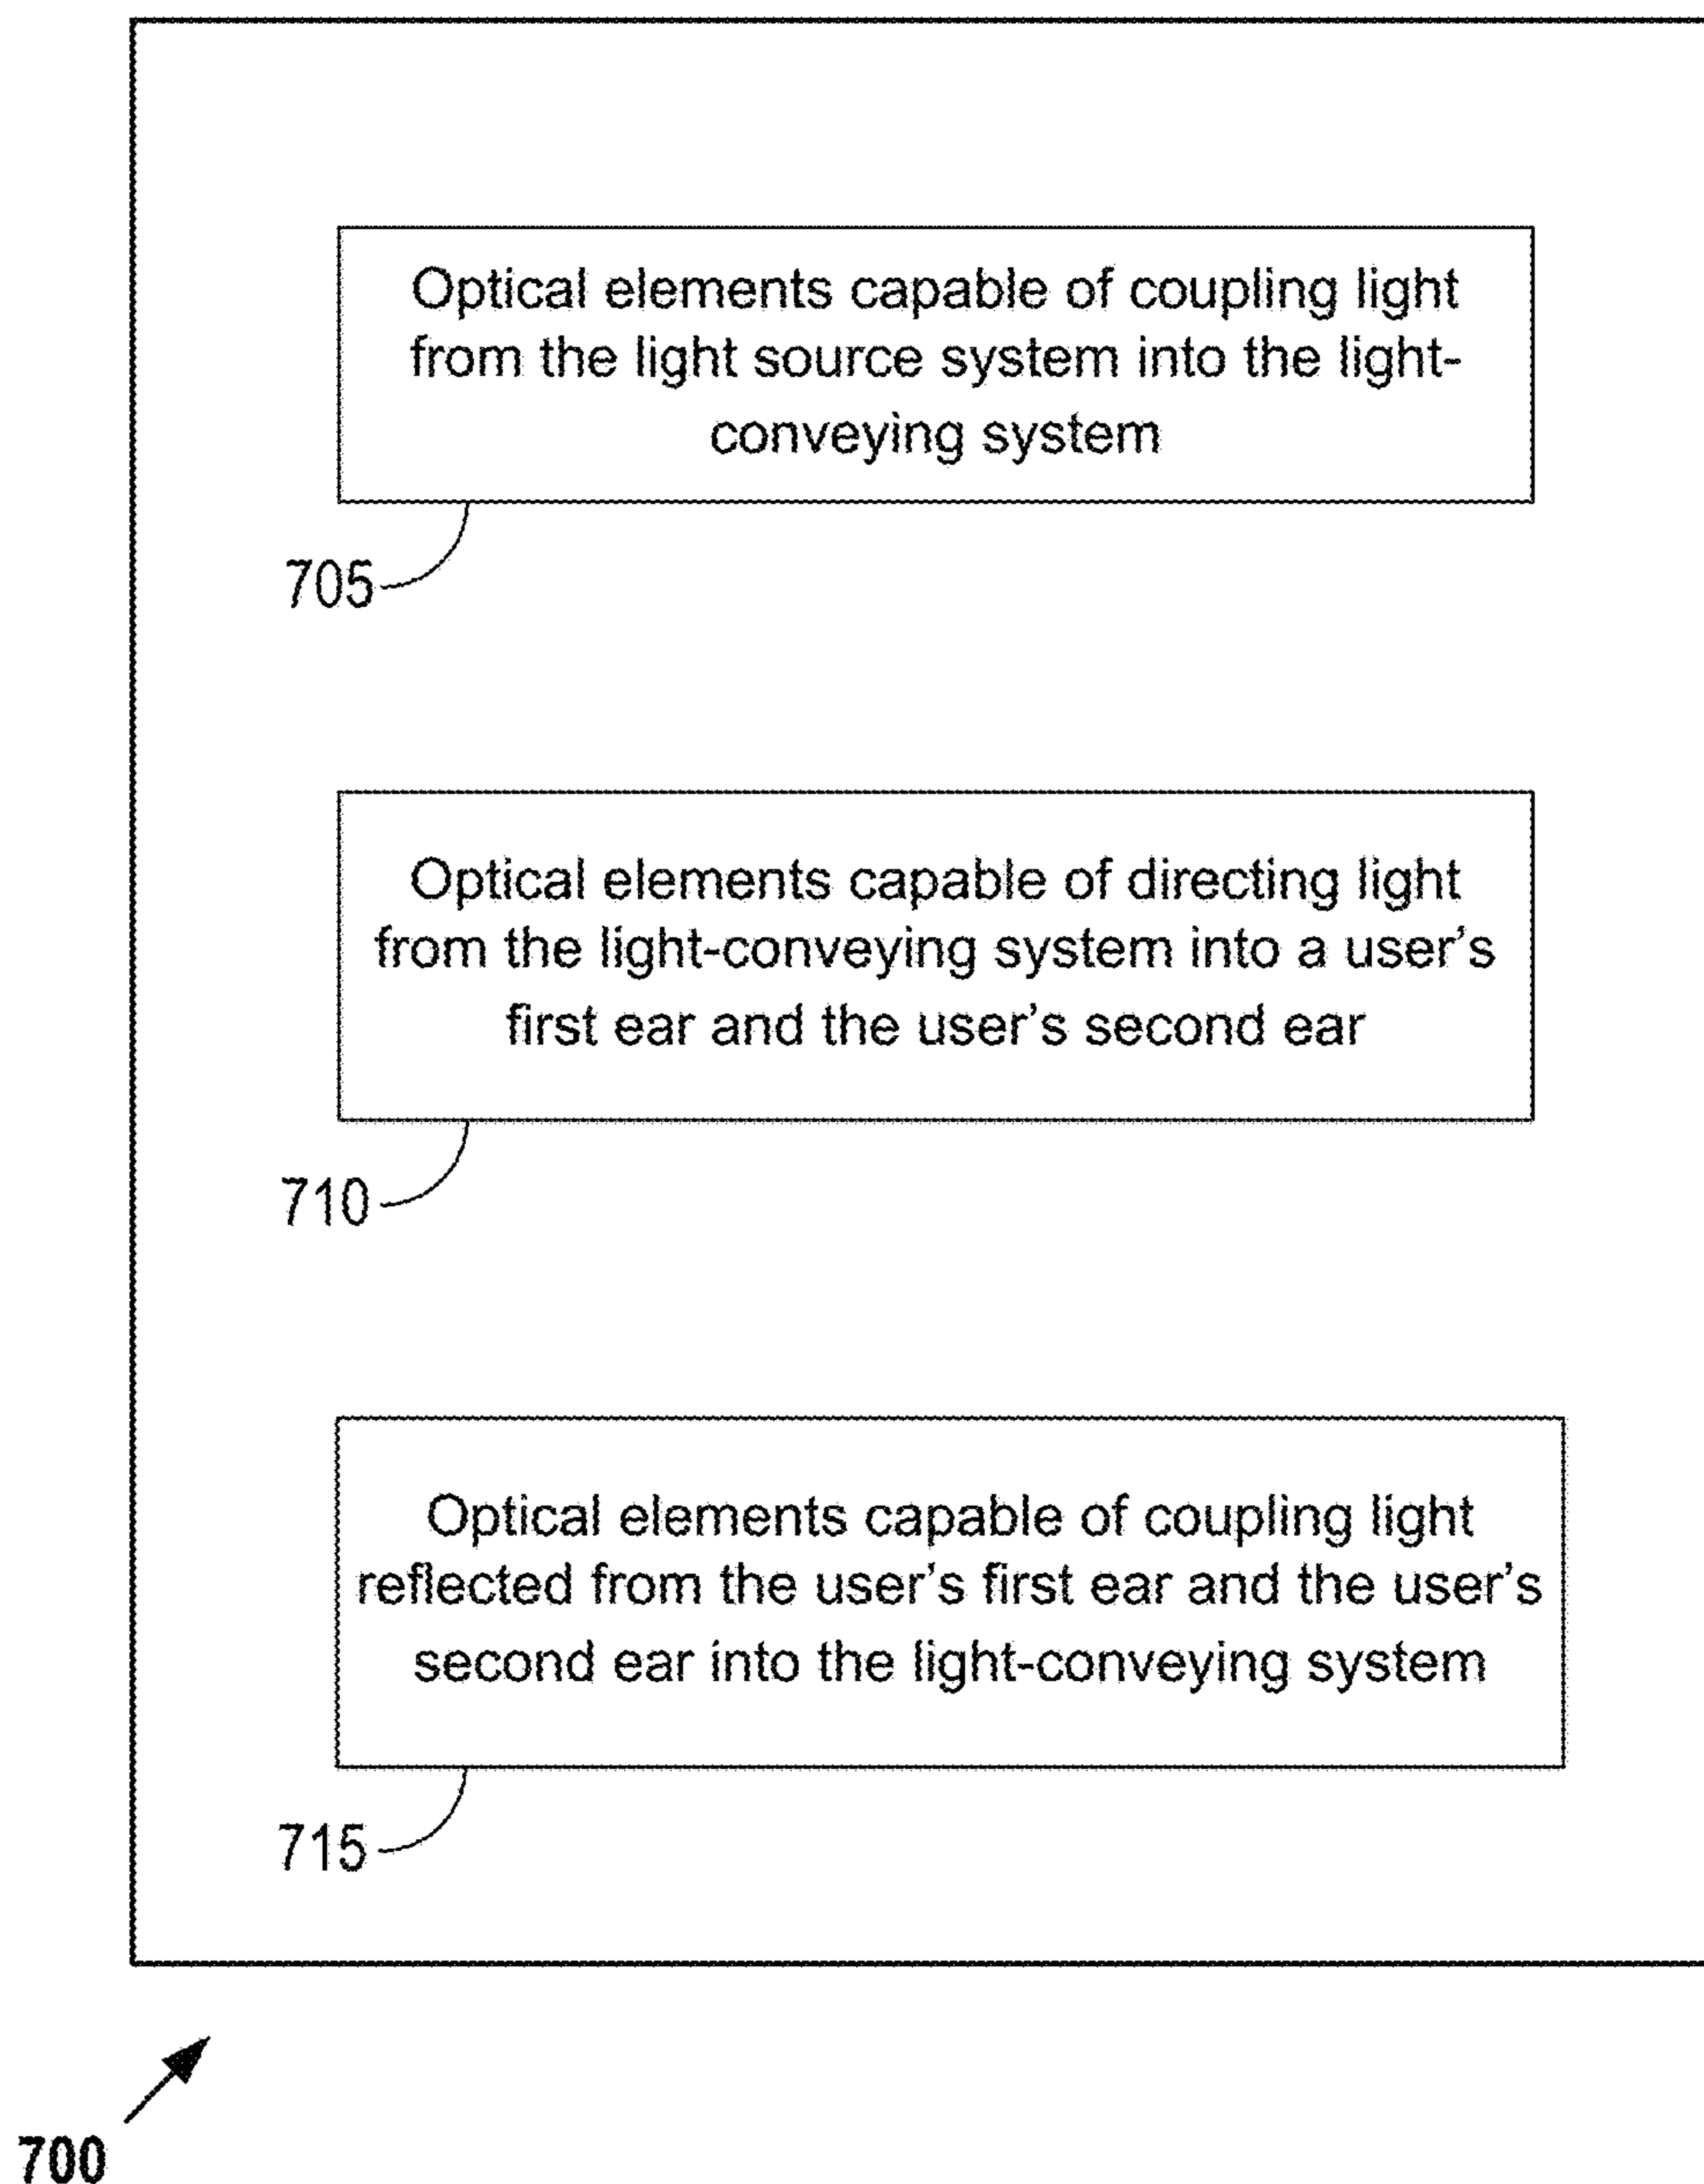 Optical elements capable of coupling light
from the light source system into the light-
conveying system
705
Optical elements capable of directing light
from the light-conveying system into a user's
first ear and the user's second ear
710
Optical elements capable of coupling light
reflected from the user's first ear and the user's
second ear into the light-conveying system
715
700